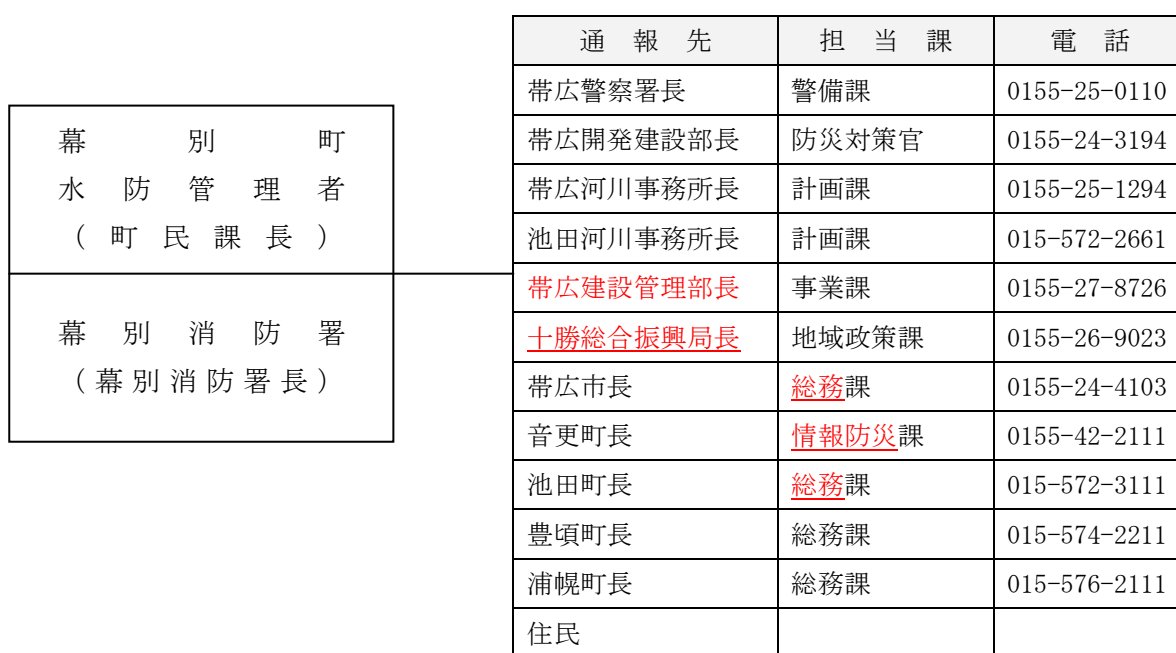 幕別町
水防管理者
(町民課長)
幕別消防署
(幕別消防署長)
通報先 担当課 電話
帯広警察署長 警備課 0155-25-0110
帯広開発建設部長 防災対策官 0155-24-3194
帯広河川事務所長 計画課 0155-25-1294
池田河川事務所長 計画課 015-572-2661
帯広建設管理部長 事業課 0155-27-8726
十勝総合振興局長 地域政策課 0155-26-9023
帯広市長 総務課 0155-24-4103
音更町長 情報防災課 0155-42-2111
池田町長 総務課 015-572-3111
豊頃町長 総務課 015-574-2211
浦幌町長 総務課 015-576-2111
住民